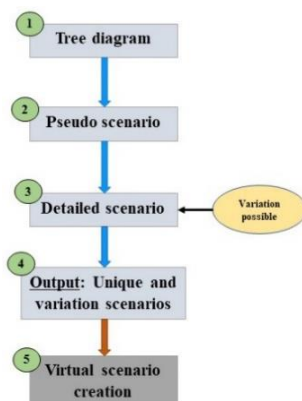 1
Tree diagram
2
Pseudo scenario
3
Detailed scenario
Variation
possible
4
Output: Unique and
variation scenarios
5
Virtual scenario
creation